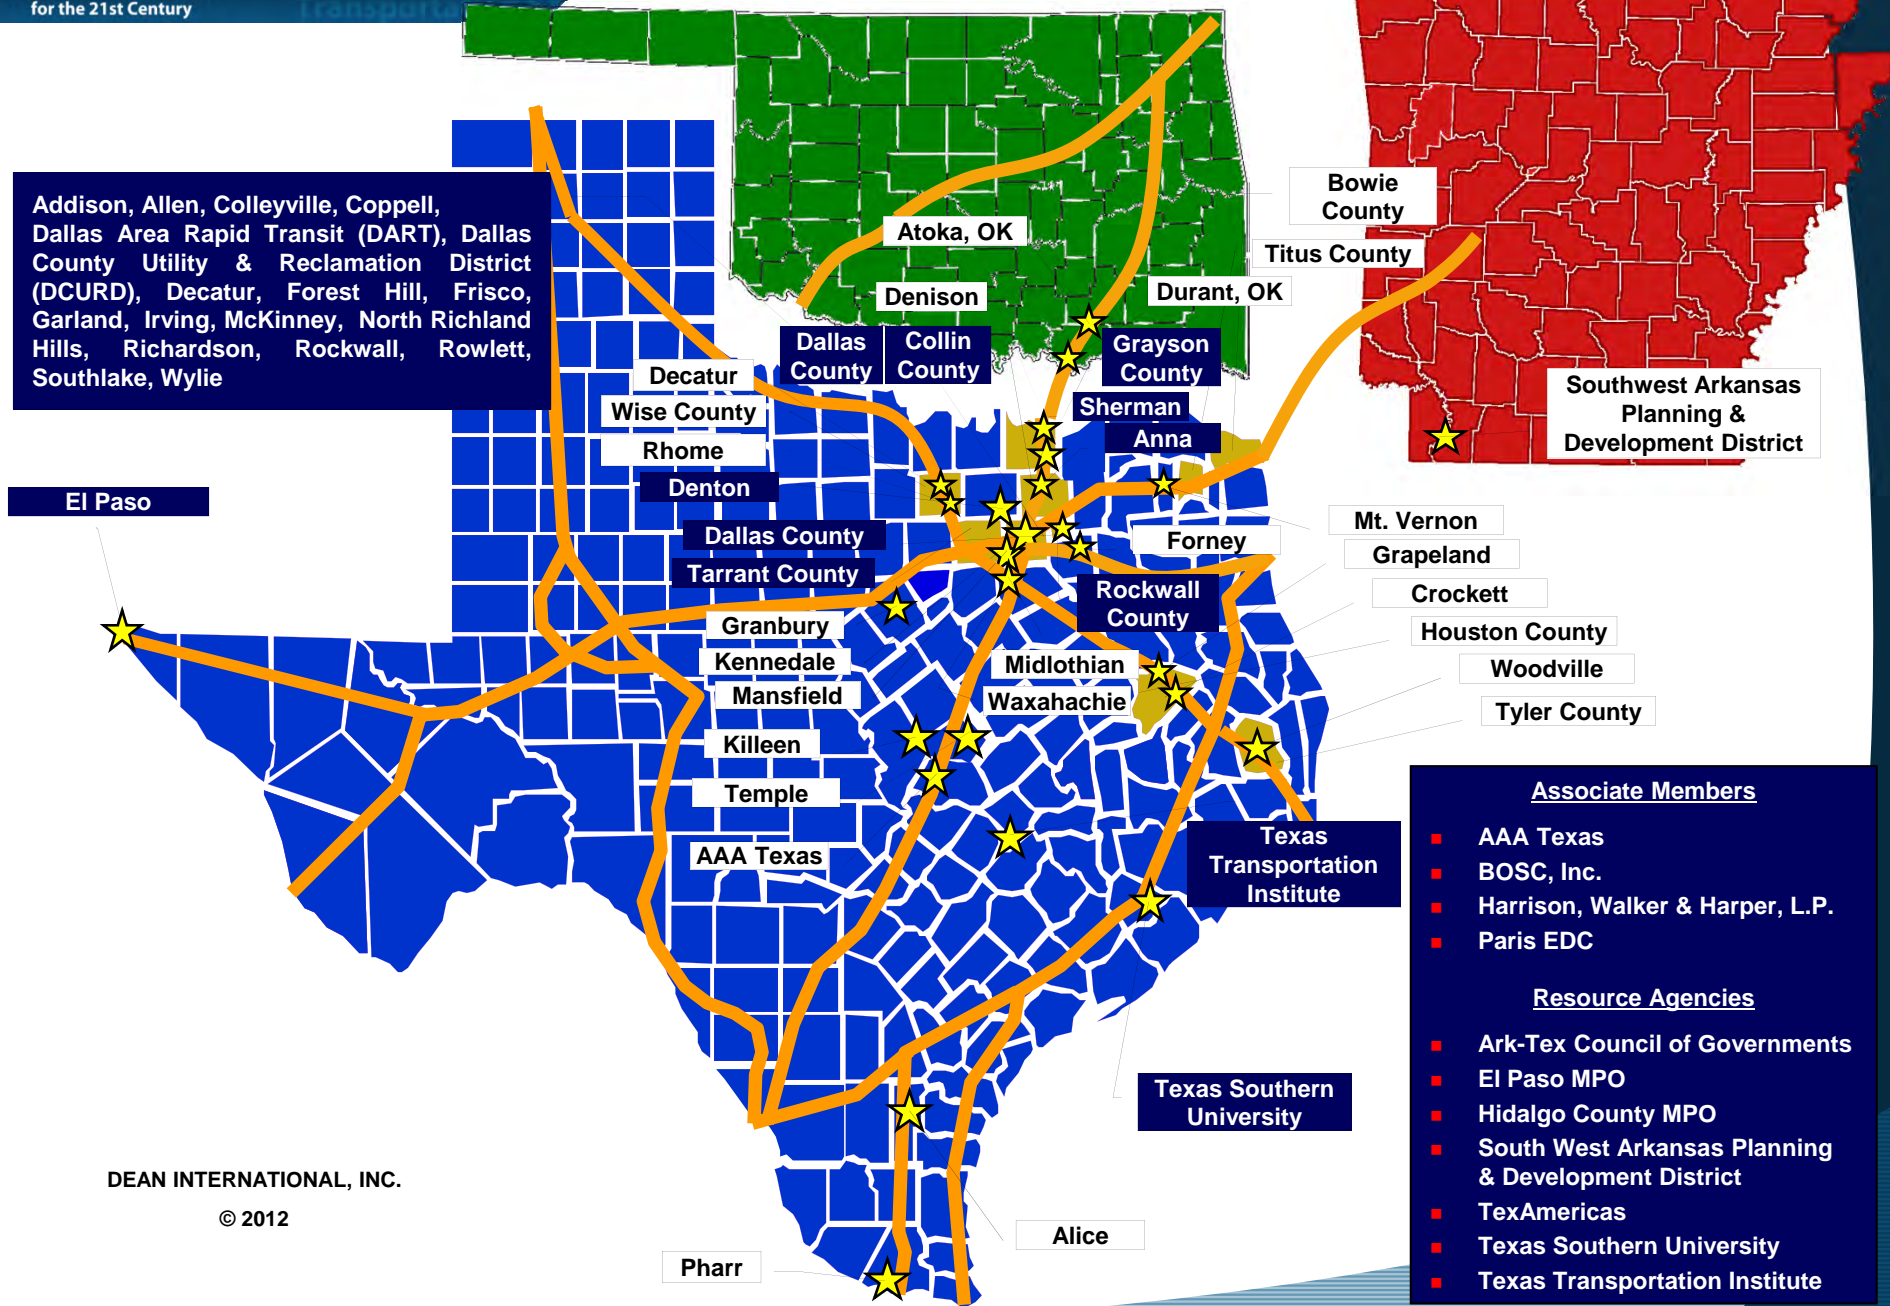 for the 21st Century
Addison, Allen, Colleyville, Coppell,
Dallas Area Rapid Transit (DART), Dallas
County Utility & Reclamation District
(DCURD), Decatur, Forest Hill, Frisco,
Garland, Irving, McKinney, North Richland
Hills, Richardson, Rockwall, Rowlett,
Southlake, Wylie
Bowie
County
Atoka, OK
Titus County
Denison
Durant, OK
Dallas
County
Collin
County
Grayson
County
Decatur
Wise County
Sherman
Anna
Rhome
Denton
Southwest Arkansas
Planning &
Development District
El Paso
Dallas County
Tarrant County
Forney
Mt. Vernon
Grapeland
Rockwall
County
Crockett
Granbury
Houston County
Kennedale
Midlothian
Woodville
Mansfield
Waxahachie
Tyler County
Killeen
Temple
AAA Texas
Texas
Transportation
Institute
Texas Southern
University
Alice
Pharr
Associate Members
AAA Texas
BOSC, Inc.
Harrison, Walker & Harper, L.P.
Paris EDC
Resource Agencies
Ark-Tex Council of Governments
El Paso MPO
Hidalgo County MPO
South West Arkansas Planning
& Development District
TexAmericas
Texas Southern University
Texas Transportation Institute
DEAN INTERNATIONAL, INC.
© 2012